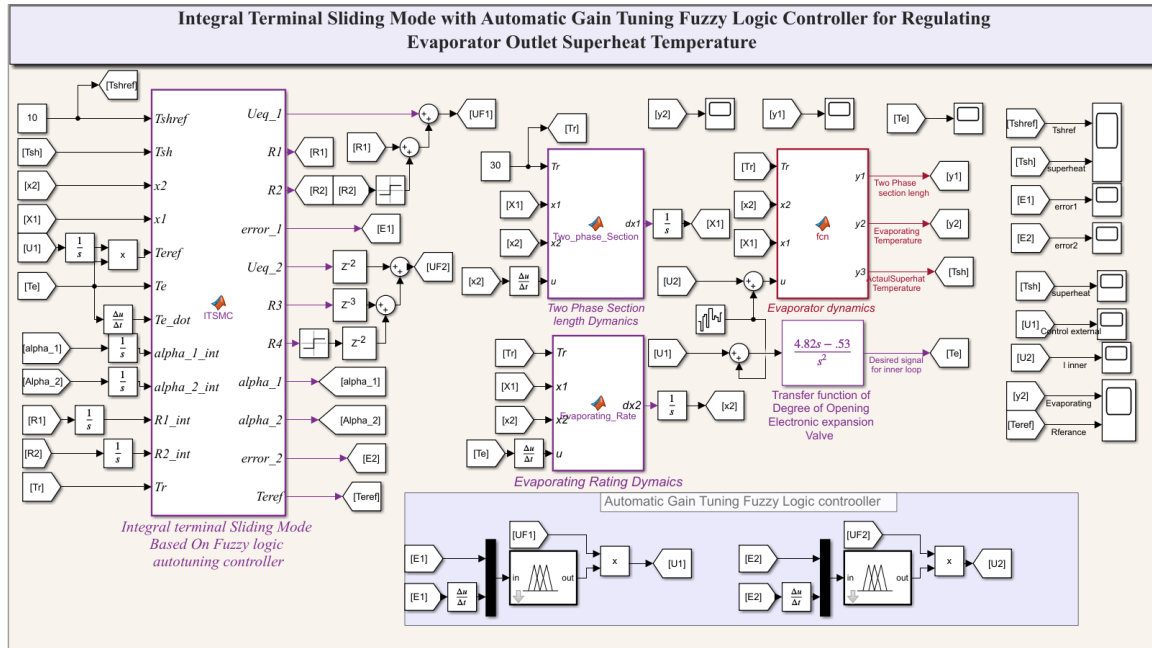 Integral Terminal Sliding Mode with Automatic Gain Tuning Fuzzy Logic Controller for Regulating
Evaporator Outlet Superheat Temperature
[Tshref]
10
[Tsh]
[x2]
[X1]
[U1]
1
s
x
[Te]
Δu
Δt
[alpha_1]
1
s
[Alpha_2]
1
s
[R1]
1
s
[R2]
1
s
[Tr]
Tshref
Tsh
x2
x1
Teref
Te
Te_dot
alpha_1_int
alpha_2_int
R1_int
R2_int
Tr
ITSMC
Ueq_1
R1
R2
error_1
Ueq_2
R3
R4
alpha_1
alpha_2
error_2
Teref
Integral terminal Sliding Mode
Based On Fuzzy logic
autotuning controller
[UF1]
[R1]
[R1]
[R2]
[R2]
[E1]
Z-2
[UF2]
Z-3
Z-2
[alpha_1]
[Alpha_2]
[E2]
[Teref]
[Tr]
30
[X1]
[x2]
[x2]
Δu
Δt
Tr
x1
x2
u
Two_phase_Section
dx1
1
s
[X1]
Two Phase Section
length Dymanics
[Tr]
[X1]
[x2]
[Te]
Δu
Δt
Tr
x1
x2
u
Evaporating_Rate
dx2
1
s
[x2]
Evaporating Rating Dymaics
[y2]
[y1]
[Te]
[Tr]
[x2]
[X1]
[U2]
Tr
x2
x1
u
fcn
y1
y2
y3
Two Phase
section lengh
Evaporating
Temperature
ActaulSuperhat
Temperature
[y1]
[y2]
[Tsh]
Evaporator dynamics
[U1]
4.82s − .53
s2
Desired signal
for inner loop
[Te]
Transfer function of
Degree of Opening
Electronic expansion
Valve
[Tshref]
Tshref
[Tsh]
superheat
[E1]
error1
[E2]
error2
[Tsh]
superheat
[U1]
Control external
[U2]
I inner
[y2]
Evaporating
[Teref]
Rferance
Automatic Gain Tuning Fuzzy Logic controoller
[E1]
[E1]
Δu
Δt
in
out
[UF1]
x
[U1]
[E2]
[E2]
Δu
Δt
in
out
[UF2]
x
[U2]